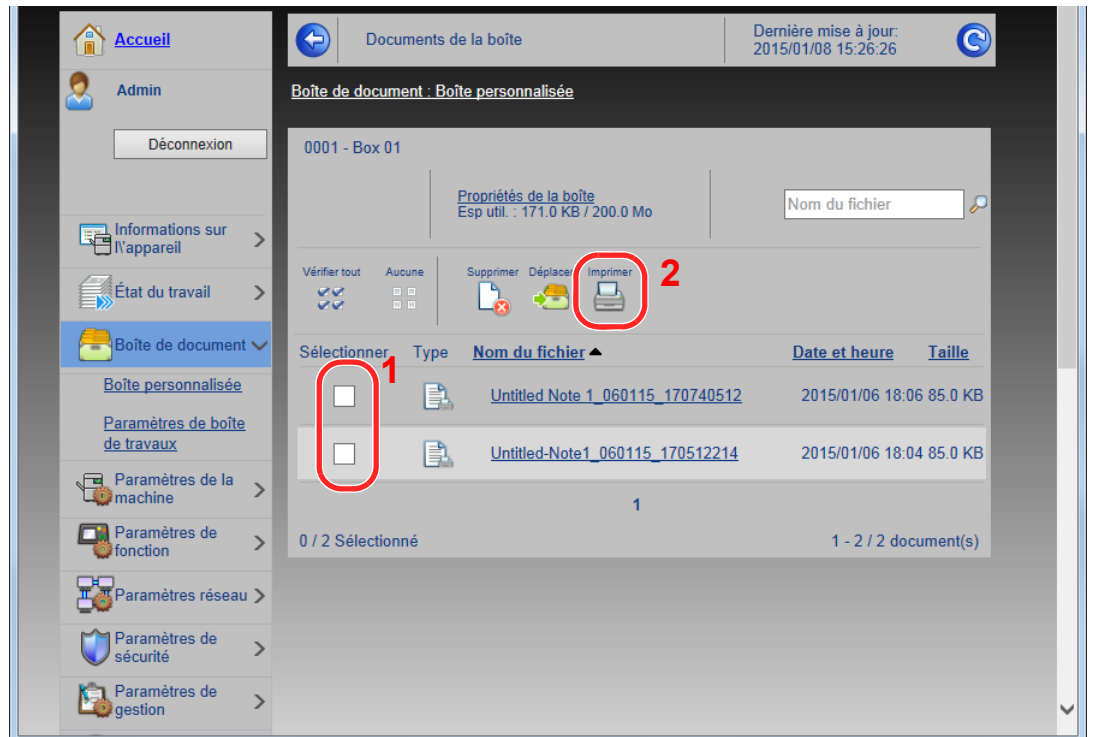 Accueil
Admin
Déconnexion
Informations sur
l\'appareil
État du travail
Boîte de document
Boîte personnalisée
Paramètres de boîte
de travaux
Paramètres de la
machine
Paramètres de
fonction
Paramètres réseau
Paramètres de
sécurité
Paramètres de
gestion
Documents de la boîte
Dernière mise à jour:
2015/01/08 15:26:26
Boîte de document : Boîte personnalisée
0001 - Box 01
Propriétés de la boîte
Esp util. : 171.0 KB / 200.0 Mo
Nom du fichier
Vérifier tout Aucune Supprimer Déplacer Imprimer
2
Sélectionner Type Nom du fichier Date et heure Taille
1
Untitled Note 1_060115_170740512 2015/01/06 18:06 85.0 KB
Untitled-Note1_060115_170512214 2015/01/06 18:04 85.0 KB
1
0 / 2 Sélectionné 1 - 2 / 2 document(s)